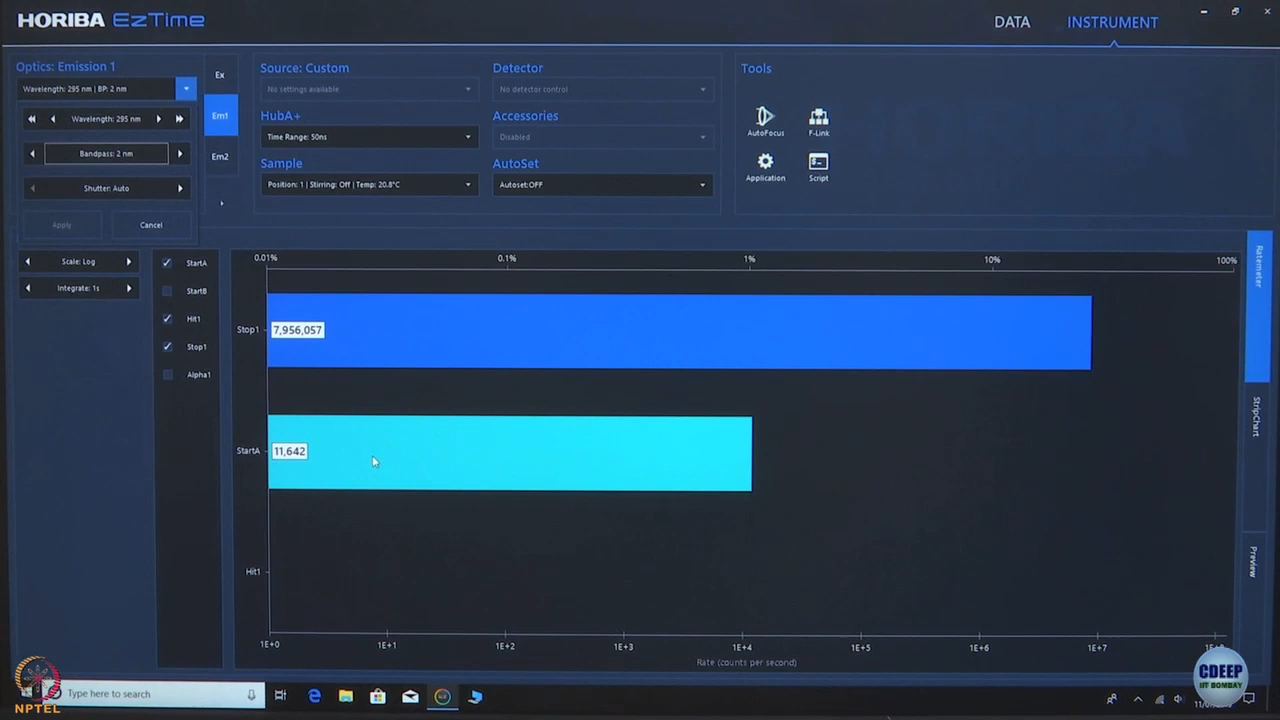 HORIBA EzTime
DATA
INSTRUMENT
Optics: Emission 1
Wavelength: 295 nm | BP: 2 nm
Wavelength: 295 nm
Bandpass: 2 nm
Shutter: Auto
Apply
Cancel
Ex
Em1
Em2
Source: Custom
No settings available
HubA+
Time Range: 50ns
Sample
Position: 1 | Stirring: Off | Temp: 20.8°C
Detector
No detector control
Accessories
Disabled
AutoSet
Autoset:OFF
Tools
AutoFocus
F-Link
Application
Script
Scale: Log
Integrate: 1s
StartA
StartB
Hit1
Stop1
Alpha1
0.01%
0.1%
1%
10%
100%
Stop1
7,956,057
StartA
11,642
Hit1
1E+0
1E+1
1E+2
1E+3
1E+4
1E+5
1E+6
1E+7
Rate (counts per second)
Ratemeter
StripChart
Preview
Type here to search
NPTEL
CDEEP
IIT BOMBAY